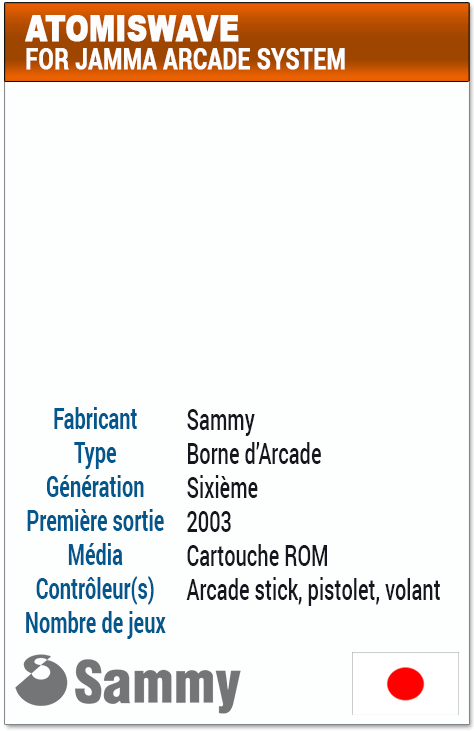 ATOMISWAVE
FOR JAMMA ARCADE SYSTEM
Fabricant Sammy
Type Borne d’Arcade
Génération Sixième
Première sortie 2003
Média Cartouche ROM
Contrôleur(s) Arcade stick, pistolet, volant
Nombre de jeux
Sammy